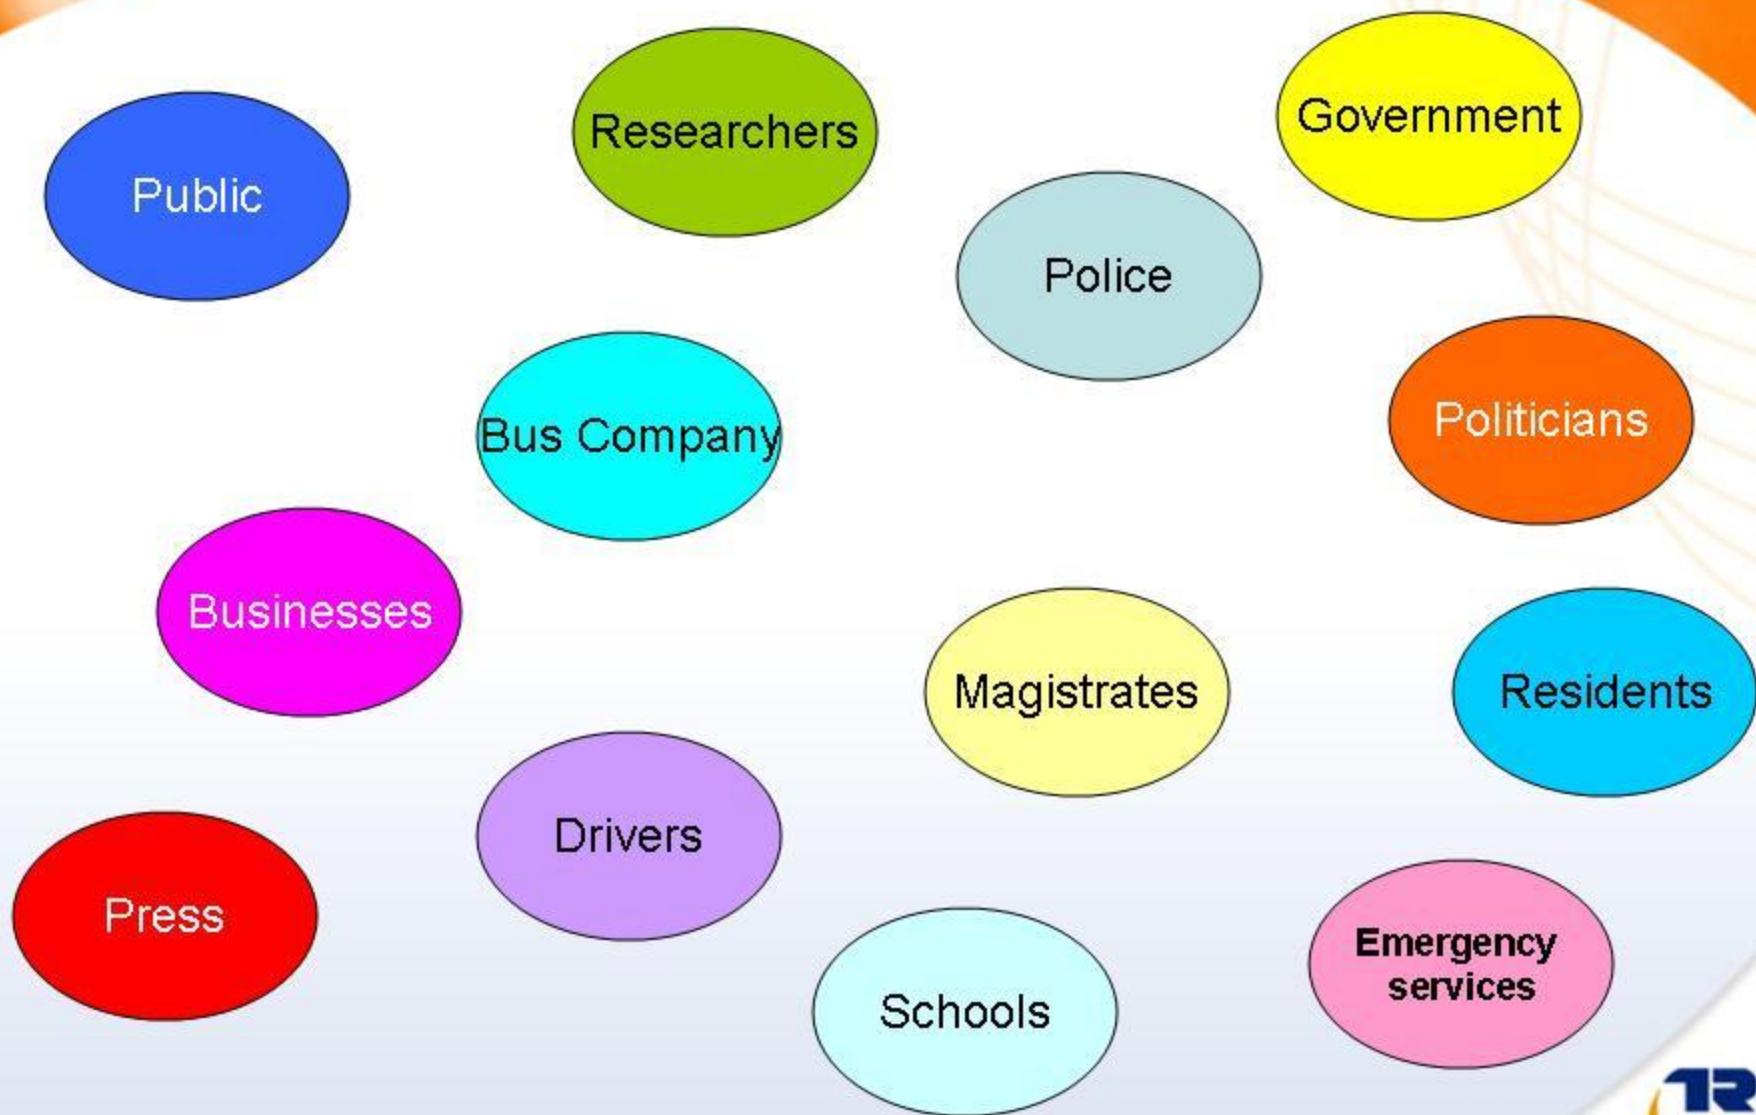 Researchers
Government
Public
Police
Bus Company
Politicians
Businesses
Magistrates
Residents
Drivers
Press
Emergency
services
Schools